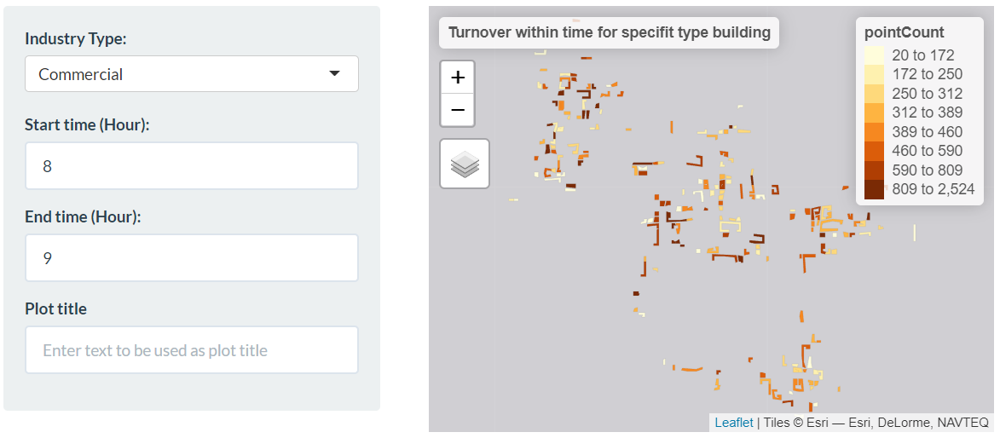 Industry Type:
Commercial
Start time (Hour):
8
End time (Hour):
9
Plot title
Enter text to be used as plot title
Turnover within time for specifit type building
+
−
pointCount
20 to 172
172 to 250
250 to 312
312 to 389
389 to 460
460 to 590
590 to 809
809 to 2,524
Leaflet | Tiles © Esri — Esri, DeLorme, NAVTEQ